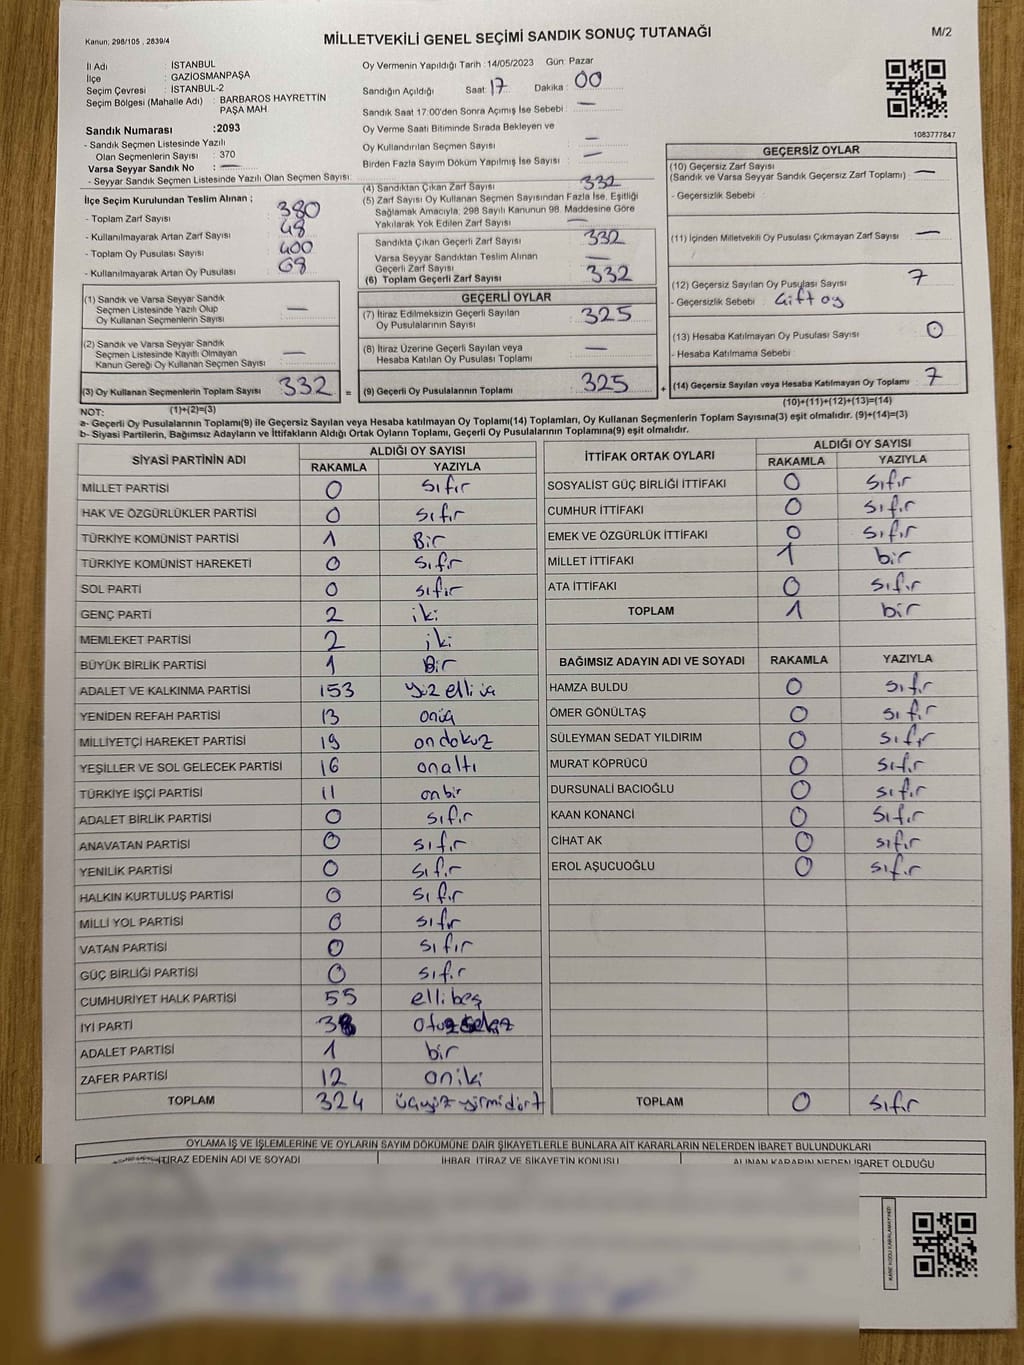 Kanun; 298/105 , 2839/4
MİLLETVEKİLİ GENEL SEÇİMİ SANDIK SONUÇ TUTANAĞI
M/2
İl Adı : İSTANBUL
İlçe : GAZİOSMANPAŞA
Seçim Çevresi : İSTANBUL-2
Seçim Bölgesi (Mahalle Adı) : BARBAROS HAYRETTİN PAŞA MAH
Sandık Numarası :2093
- Sandık Seçmen Listesinde Yazılı
Olan Seçmenlerin Sayısı : 370
Varsa Seyyar Sandık No : —
- Seyyar Sandık Seçmen Listesinde Yazılı Olan Seçmen Sayısı:
İlçe Seçim Kurulundan Teslim Alınan ;
- Toplam Zarf Sayısı : 380
- Kullanılmayarak Artan Zarf Sayısı : 48
- Toplam Oy Pusulası Sayısı : 400
- Kullanılmayarak Artan Oy Pusulası : 68
Oy Vermenin Yapıldığı Tarih : 14/05/2023 Gün: Pazar
Sandığın Açıldığı Saat: 17 Dakika : 00
Sandık Saat 17:00'den Sonra Açımış İse Sebebi : —
Oy Verme Saati Bitiminde Sırada Bekleyen ve
Oy Kullandırılan Seçmen Sayısı : —
Birden Fazla Sayım Döküm Yapılmış İse Sayısı : —
(4) Sandıktan Çıkan Zarf Sayısı : 332
(5) Zarf Sayısı Oy Kullanan Seçmen Sayısından Fazla İse, Eşitliği
Sağlamak Amacıyla, 298 Sayılı Kanunun 98. Maddesine Göre
Yakılarak Yok Edilen Zarf Sayısı : —
Sandıkta Çıkan Geçerli Zarf Sayısı : 332
Varsa Seyyar Sandıktan Teslim Alınan
Geçerli Zarf Sayısı : —
(6) Toplam Geçerli Zarf Sayısı : 332
1083777847
GEÇERSİZ OYLAR
(10) Geçersiz Zarf Sayısı
(Sandık ve Varsa Seyyar Sandık Geçersiz Zarf Toplamı) : —
- Geçersizlik Sebebi :
(11) İçinden Milletvekili Oy Pusulası Çıkmayan Zarf Sayısı : —
(12) Geçersiz Sayılan Oy Pusulası Sayısı : 7
- Geçersizlik Sebebi : Çift oy
(13) Hesaba Katılmayan Oy Pusulası Sayısı : 0
- Hesaba Katılmama Sebebi :
(1) Sandık ve Varsa Seyyar Sandık
Seçmen Listesinde Yazılı Olup
Oy Kullanan Seçmenlerin Sayısı : —
(2) Sandık ve Varsa Seyyar Sandık
Seçmen Listesinde Kayıtlı Olmayan
Kanun Gereği Oy Kullanan Seçmen Sayısı : —
GEÇERLİ OYLAR
(7) İtiraz Edilmeksizin Geçerli Sayılan
Oy Pusulalarının Sayısı : 325
(8) İtiraz Üzerine Geçerli Sayılan veya
Hesaba Katılan Oy Pusulası Toplamı : —
(3) Oy Kullanan Seçmenlerin Toplam Sayısı : 332 = (9) Geçerli Oy Pusulalarının Toplamı : 325 + (14) Geçersiz Sayılan veya Hesaba Katılmayan Oy Toplamı : 7
(1)+(2)=(3)
(10)+(11)+(12)+(13)=(14)
NOT:
a- Geçerli Oy Pusulalarının Toplamı(9) ile Geçersiz Sayılan veya Hesaba katılmayan Oy Toplamı(14) Toplamları, Oy Kullanan Seçmenlerin Toplam Sayısına(3) eşit olmalıdır. (9)+(14)=(3)
b- Siyasi Partilerin, Bağımsız Adayların ve İttifakların Aldığı Ortak Oyların Toplamı, Geçerli Oy Pusulalarının Toplamına(9) eşit olmalıdır.
SİYASİ PARTİNİN ADI ALDIĞI OY SAYISI
RAKAMLA YAZIYLA
MİLLET PARTİSİ 0 sıfır
HAK VE ÖZGÜRLÜKLER PARTİSİ 0 sıfır
TÜRKİYE KOMÜNİST PARTİSİ 1 Bir
TÜRKİYE KOMÜNİST HAREKETİ 0 sıfır
SOL PARTİ 0 sıfır
GENÇ PARTİ 2 iki
MEMLEKET PARTİSİ 2 iki
BÜYÜK BİRLİK PARTİSİ 1 Bir
ADALET VE KALKINMA PARTİSİ 153 yüz elli üç
YENİDEN REFAH PARTİSİ 13 onüç
MİLLİYETÇİ HAREKET PARTİSİ 19 ondokuz
YEŞİLLER VE SOL GELECEK PARTİSİ 16 onaltı
TÜRKİYE İŞÇİ PARTİSİ 11 onbir
ADALET BİRLİK PARTİSİ 0 sıfır
ANAVATAN PARTİSİ 0 sıfır
YENİLİK PARTİSİ 0 sıfır
HALKIN KURTULUŞ PARTİSİ 0 sıfır
MİLLİ YOL PARTİSİ 0 sıfır
VATAN PARTİSİ 0 sıfır
GÜÇ BİRLİĞİ PARTİSİ 0 sıfır
CUMHURİYET HALK PARTİSİ 55 ellibeş
İYİ PARTİ 38 otuzsekiz
ADALET PARTİSİ 1 bir
ZAFER PARTİSİ 12 oniki
TOPLAM 324 üçyüz yirmidört
İTTİFAK ORTAK OYLARI ALDIĞI OY SAYISI
RAKAMLA YAZIYLA
SOSYALİST GÜÇ BİRLİĞİ İTTİFAKI 0 sıfır
CUMHUR İTTİFAKI 0 sıfır
EMEK VE ÖZGÜRLÜK İTTİFAKI 0 sıfır
MİLLET İTTİFAKI 1 bir
ATA İTTİFAKI 0 sıfır
TOPLAM 1 bir
BAĞIMSIZ ADAYIN ADI VE SOYADI RAKAMLA YAZIYLA
HAMZA BULDU 0 sıfır
ÖMER GÖNÜLTAŞ 0 sıfır
SÜLEYMAN SEDAT YILDIRIM 0 sıfır
MURAT KÖPRÜCÜ 0 sıfır
DURSUNALİ BACIOĞLU 0 sıfır
KAAN KONANCİ 0 sıfır
CİHAT AK 0 sıfır
EROL AŞUCUOĞLU 0 sıfır
TOPLAM 0 sıfır
OYLAMA İŞ VE İŞLEMLERİNE VE OYLARIN SAYIM DÖKÜMÜNE DAİR ŞİKAYETLERLE BUNLARA AİT KARARLARIN NELERDEN İBARET BULUNDUKLARI
İTİRAZ EDENİN ADI VE SOYADI İHBAR, İTİRAZ VE ŞİKAYETİN KONUSU ALINAN KARARIN NEDEN İBARET OLDUĞU
KARE KODU KARALAMAYINIZ!